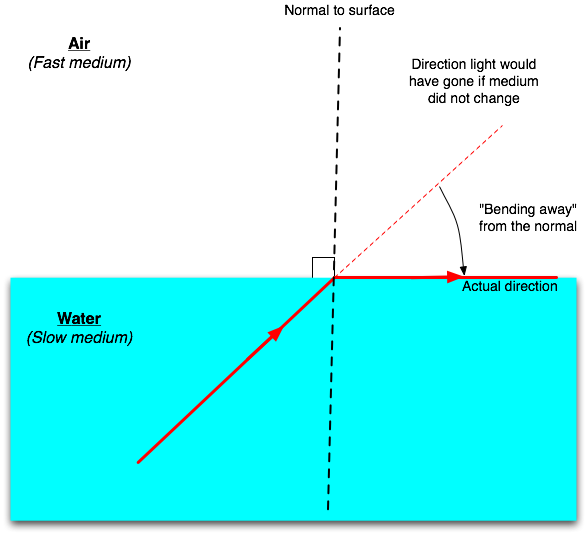 Normal to surface
Air
(Fast medium)
Direction light would
have gone if medium
did not change
"Bending away"
from the normal
Actual direction
Water
(Slow medium)